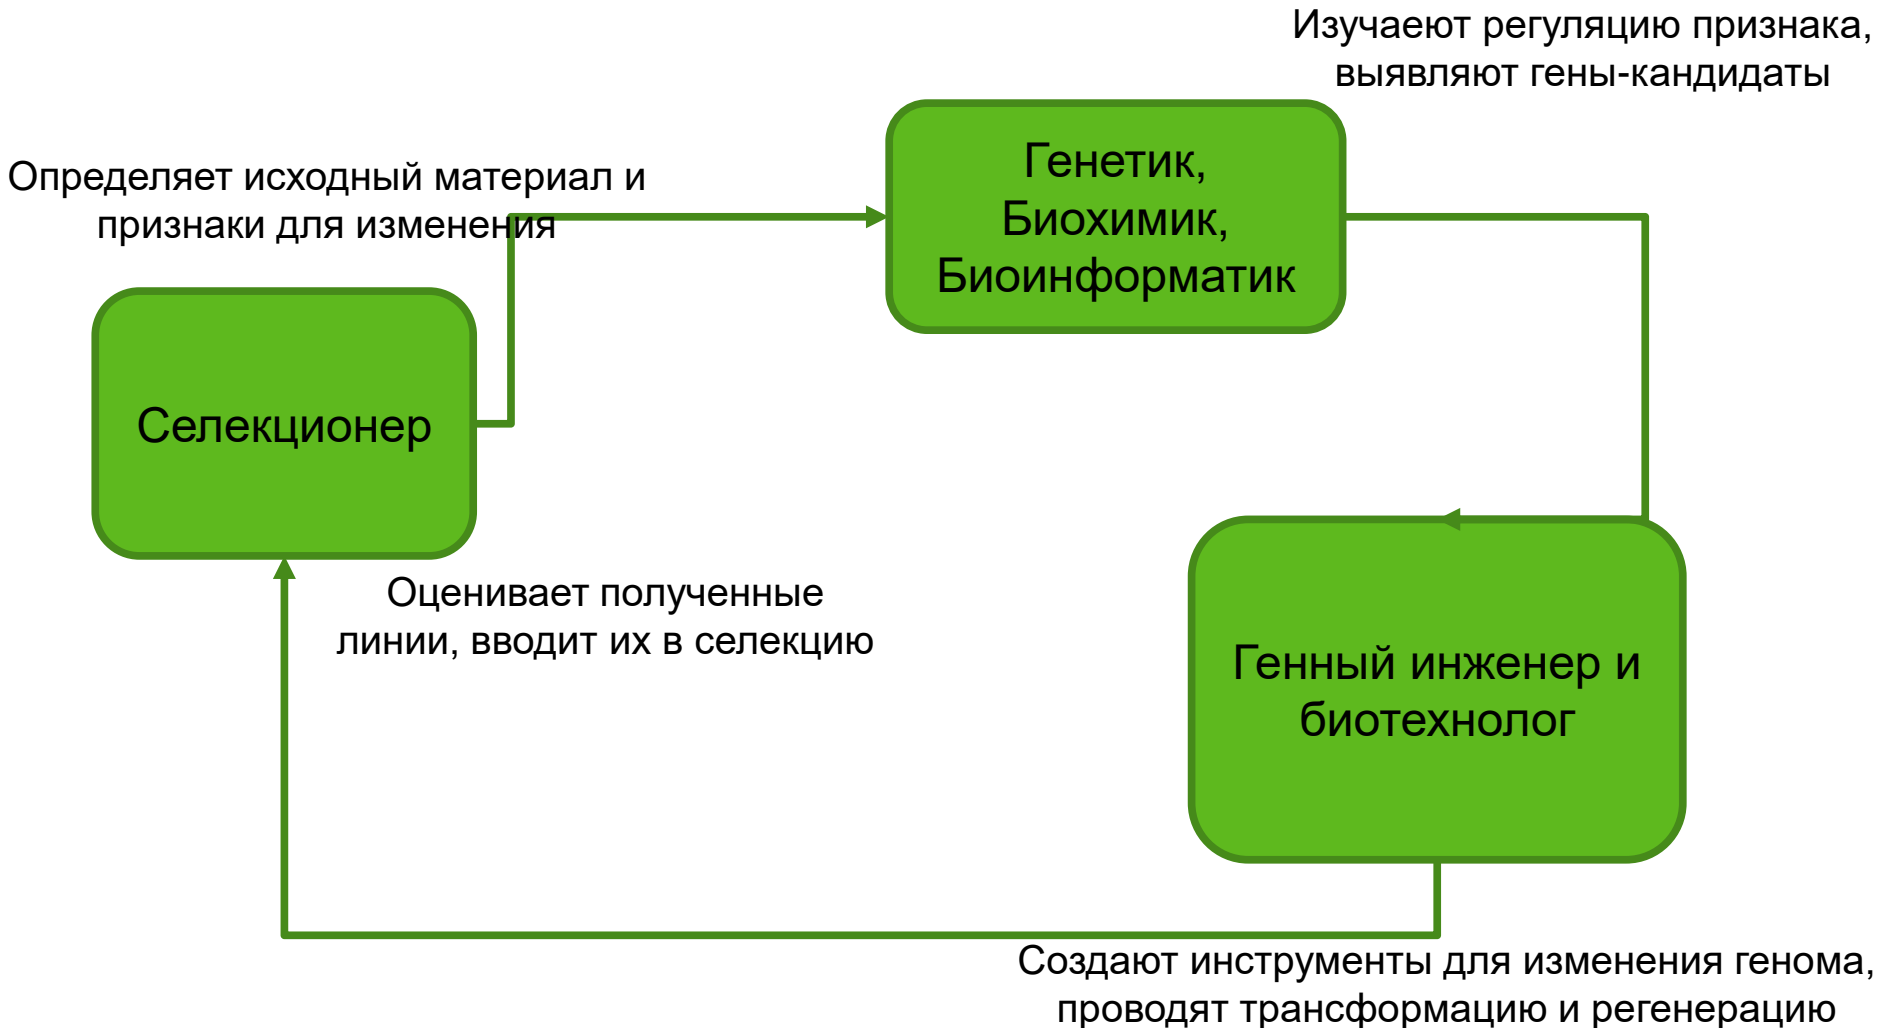 Изучаеют регуляцию признака,
выявляют гены-кандидаты
Генетик,
Биохимик,
Биоинформатик
Определяет исходный материал и
признаки для изменения
Селекционер
Оценивает полученные
линии, вводит их в селекцию
Генный инженер и
биотехнолог
Создают инструменты для изменения генома,
проводят трансформацию и регенерацию